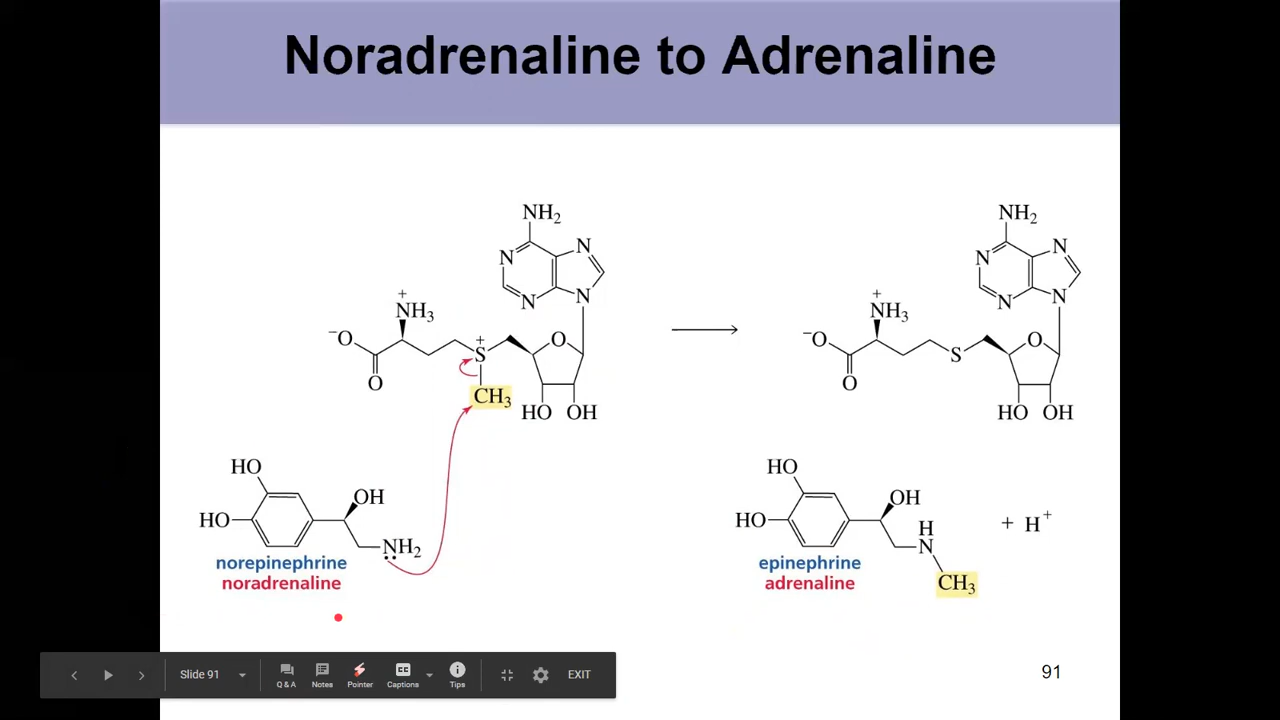 Noradrenaline to Adrenaline
NH2
N
N
N
N
+
NH3
−O
O
+
S
O
CH3
HO
OH
NH2
N
N
N
N
+
NH3
−O
O
S
O
HO
OH
HO
HO
OH
NH2
norepinephrine
noradrenaline
HO
HO
OH
H
N
CH3
epinephrine
adrenaline
+ H+
Slide 91
Q & A
Notes
Pointer
Captions
Tips
EXIT
91